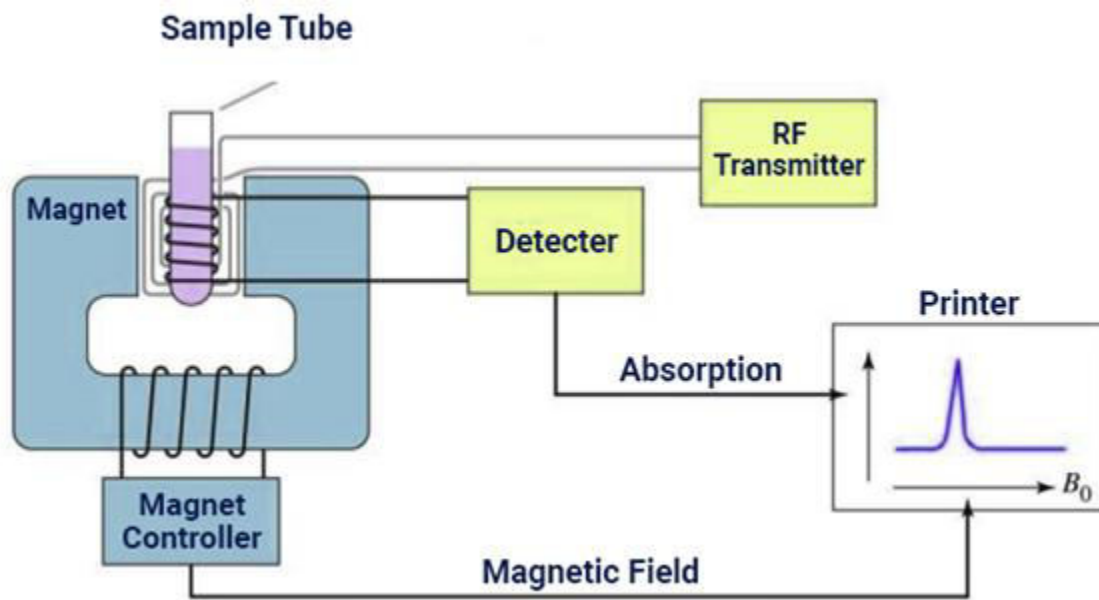 Sample Tube
RF
Transmitter
Magnet
Detecter
Printer
Absorption
B0
Magnet
Controller
Magnetic Field